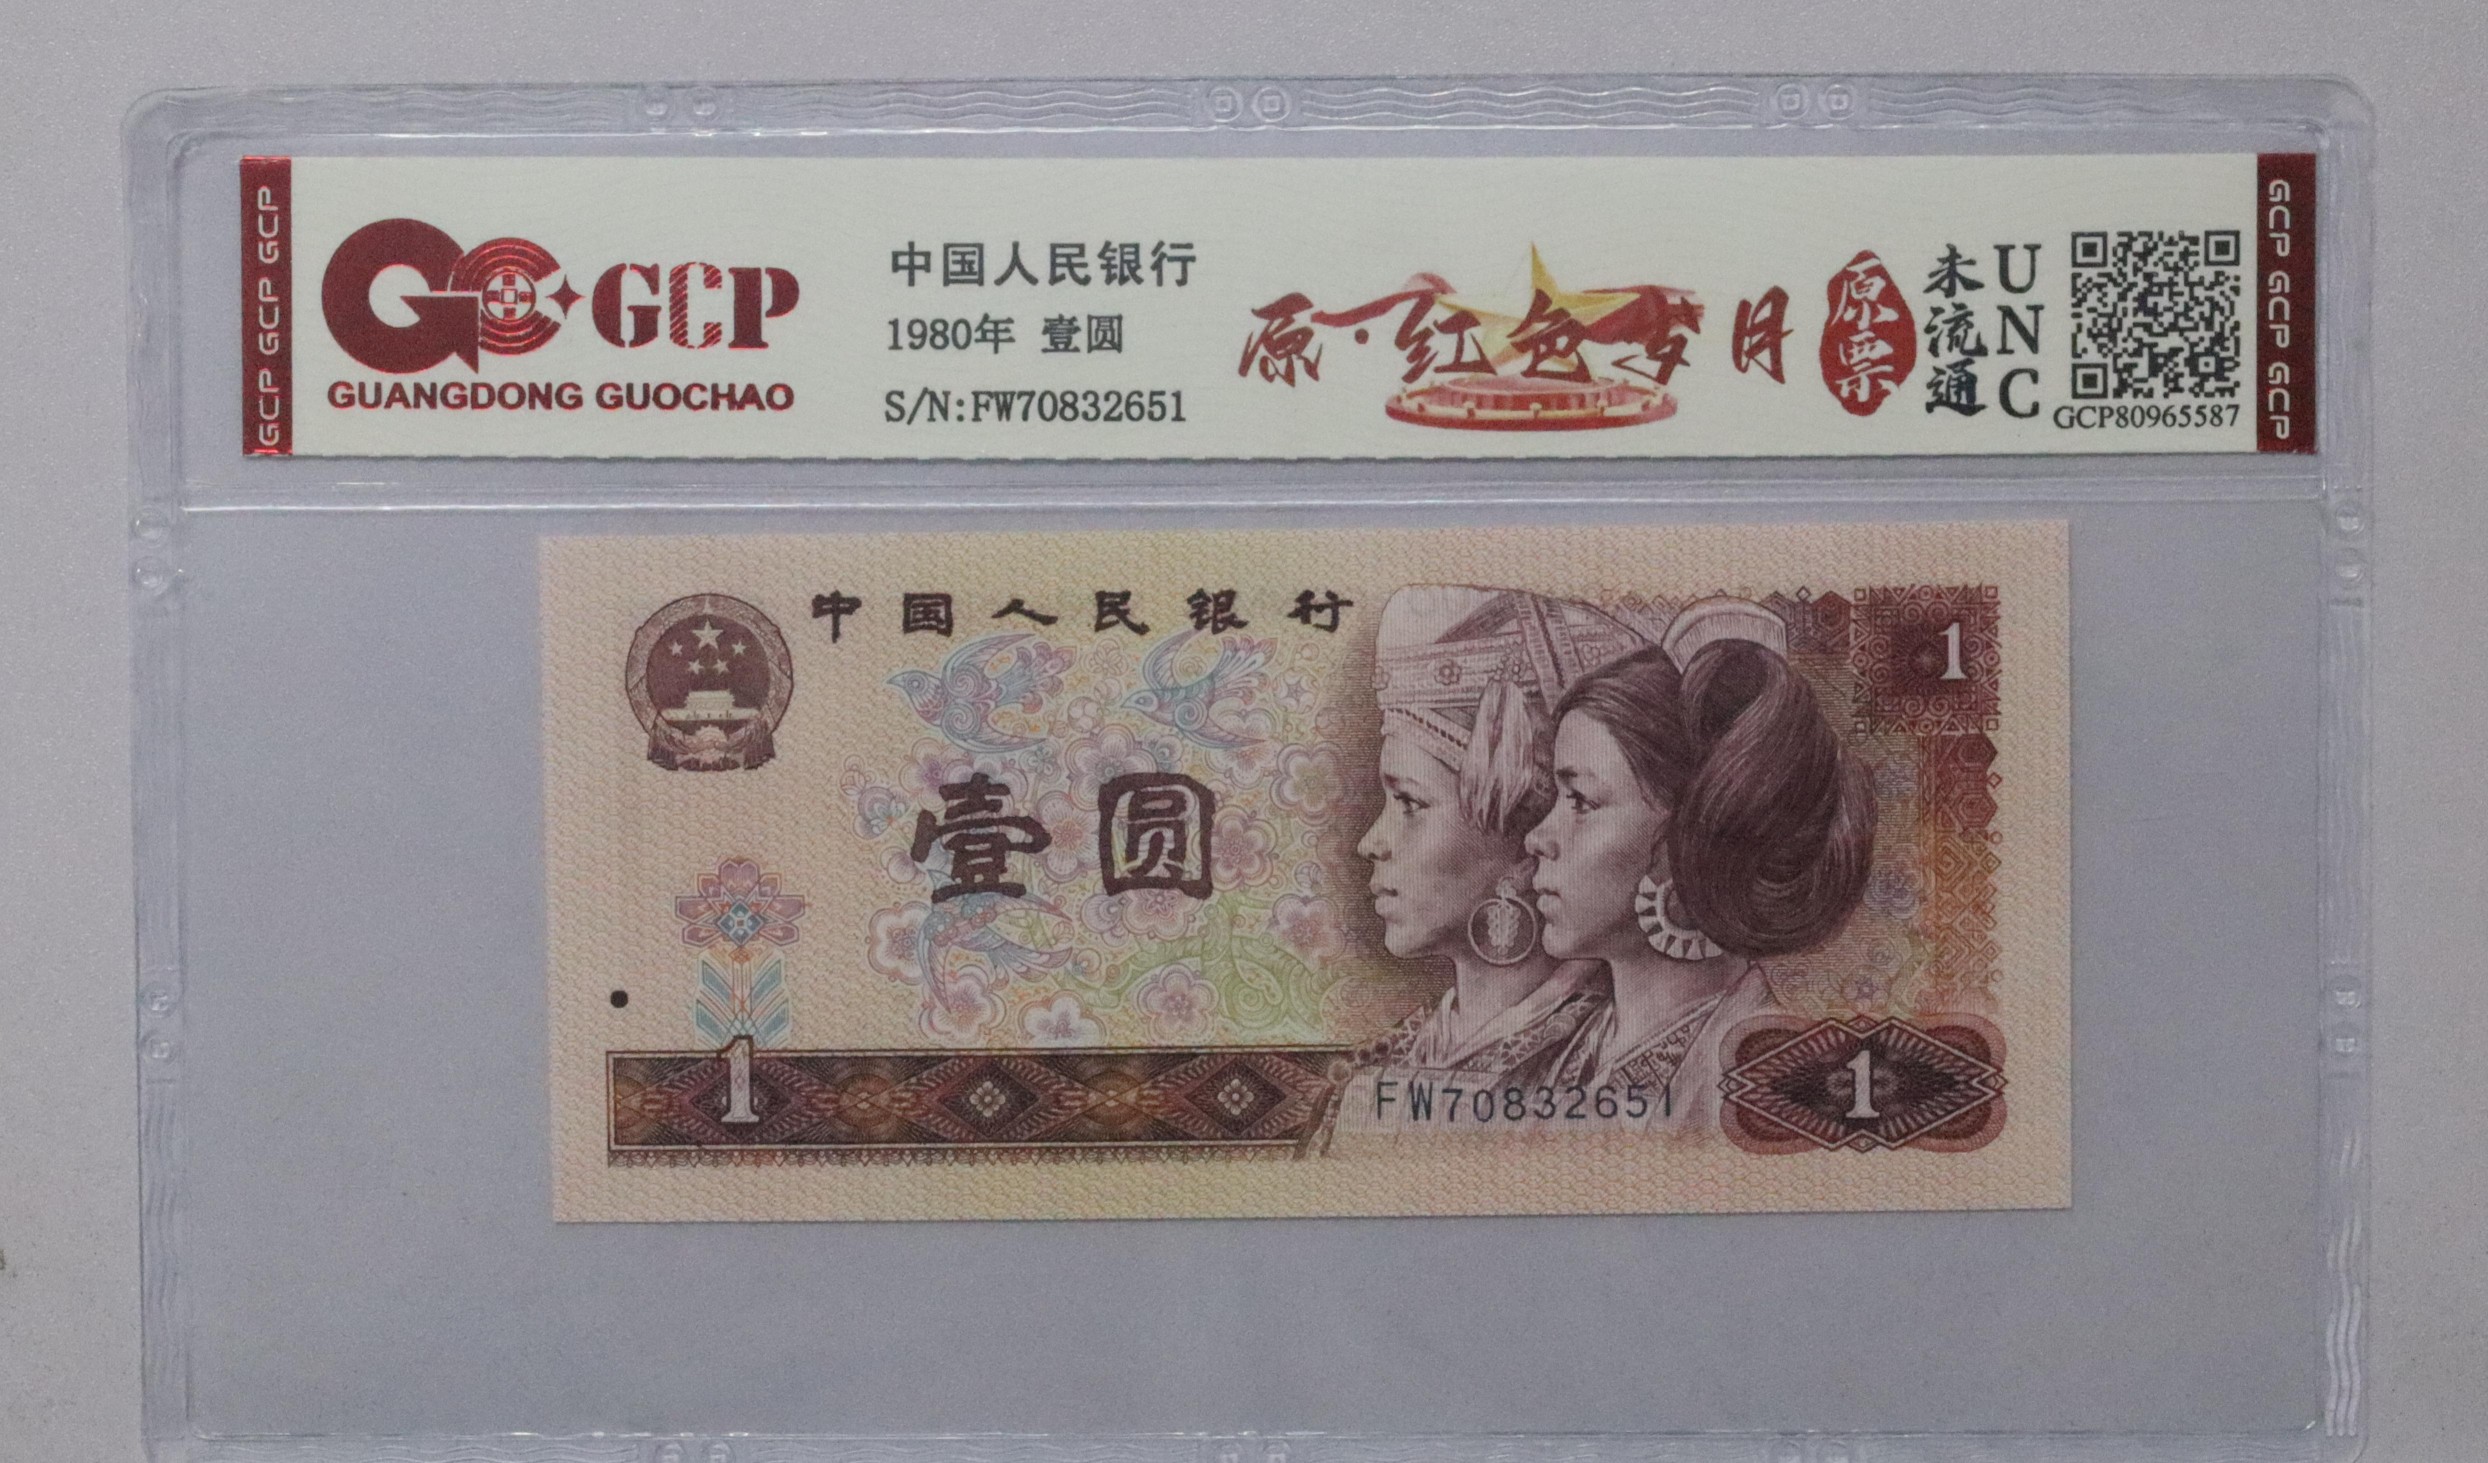 GCP GCP GCP
GCP
GUANGDONG GUOCHAO
中国人民银行
1980年 壹圆
S/N:FW70832651
原·红色岁月
原票
未流通
UNC
GCP80965587
GCP GCP GCP
中国人民银行
1
壹圆
1
FW70832651
1